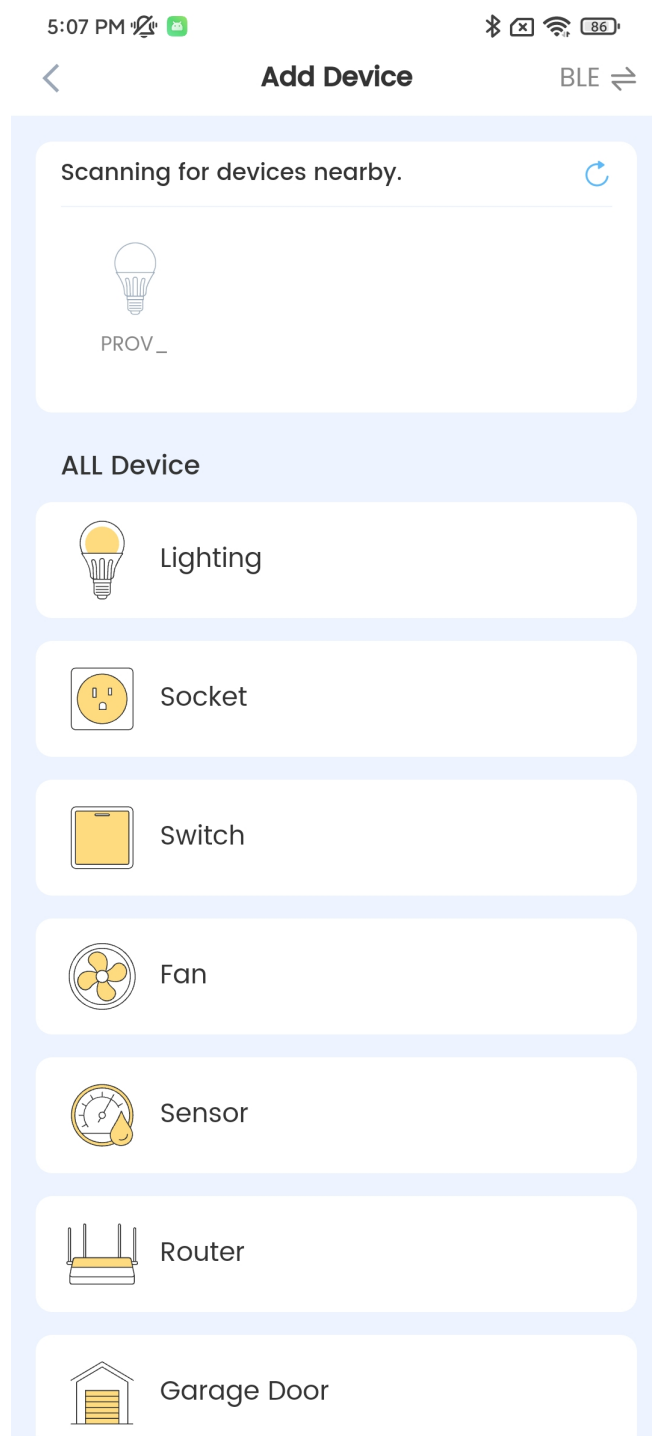 5:07 PM 86
Add Device BLE
Scanning for devices nearby.
PROV_
ALL Device
Lighting
Socket
Switch
Fan
Sensor
Router
Garage Door